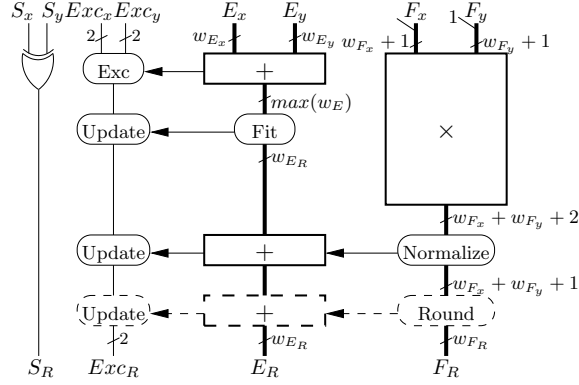 S_x S_y Exc_x Exc_y E_x E_y F_x F_y
2 2 w_{E_x} w_{E_y} w_{F_x} + 1 1 w_{F_y} + 1
Exc +
max(w_E)
Update Fit ×
w_{E_R}
w_{F_x} + w_{F_y} + 2
Update + Normalize
w_{F_x} + w_{F_y} + 1
Update + Round
2 w_{E_R} w_{F_R}
S_R Exc_R E_R F_R